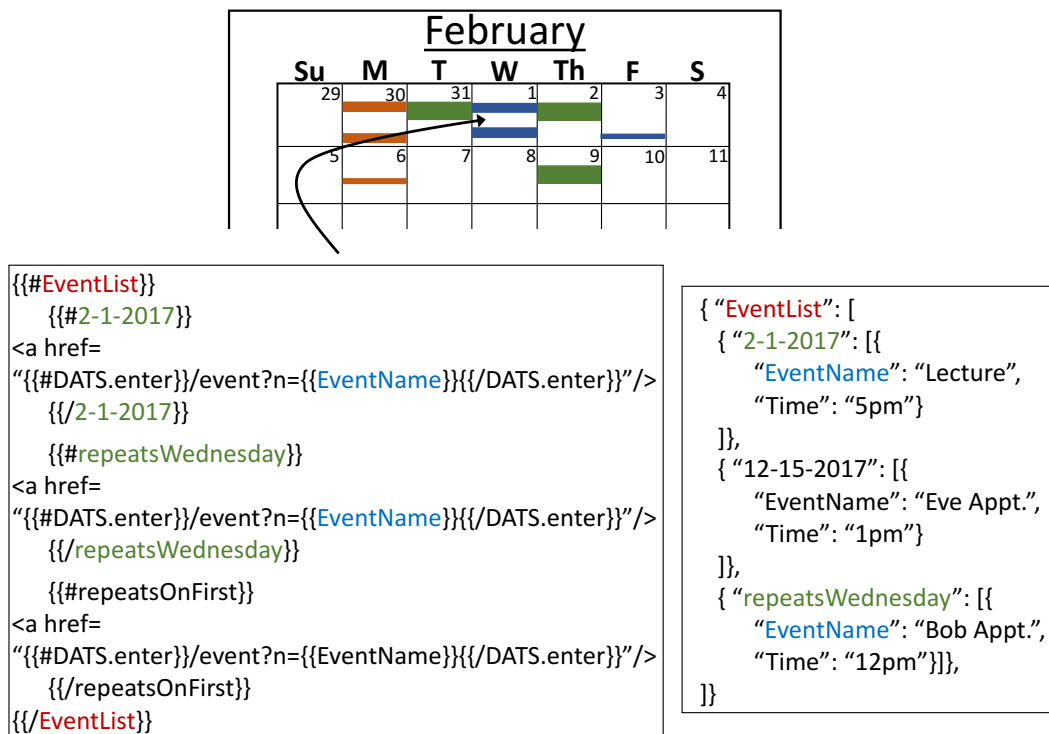 February
Su M T W Th F S
29 30 31 1 2 3 4
5 6 7 8 9 10 11
{{#EventList}}
{{#2-1-2017}}
<a href=
“{{#DATS.enter}}/event?n={{EventName}}{{/DATS.enter}}”/>
{{/2-1-2017}}
{{#repeatsWednesday}}
<a href=
“{{#DATS.enter}}/event?n={{EventName}}{{/DATS.enter}}”/>
{{/repeatsWednesday}}
{{#repeatsOnFirst}}
<a href=
“{{#DATS.enter}}/event?n={{EventName}}{{/DATS.enter}}”/>
{{/repeatsOnFirst}}
{{/EventList}}
{ “EventList”: [
{ “2-1-2017”: [{
“EventName”: “Lecture”,
“Time”: “5pm”}
]},
{ “12-15-2017”: [{
“EventName”: “Eve Appt.”,
“Time”: “1pm”}
]},
{ “repeatsWednesday”: [{
“EventName”: “Bob Appt.”,
“Time”: “12pm”}]},
]}